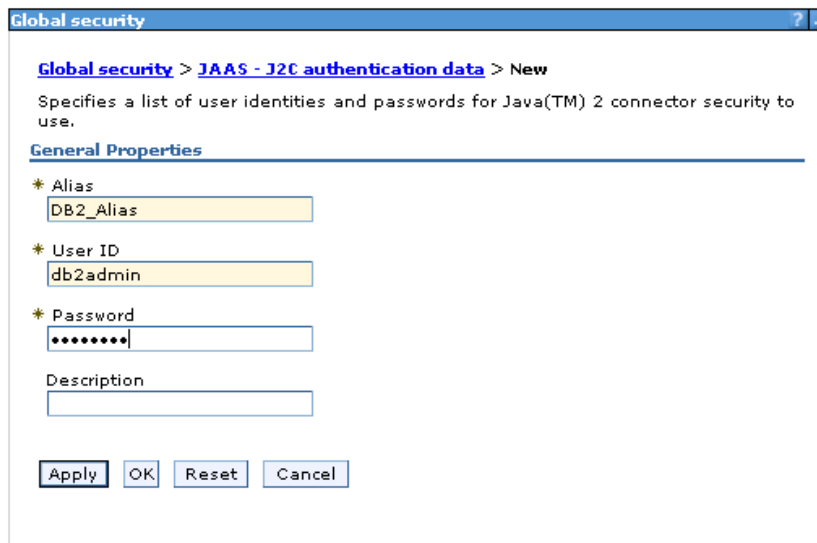 Global security
?
Global security > JAAS - J2C authentication data > New
Specifies a list of user identities and passwords for Java(TM) 2 connector security to
use.
General Properties
* Alias
DB2_Alias
* User ID
db2admin
* Password
••••••••
Description
Apply OK Reset Cancel